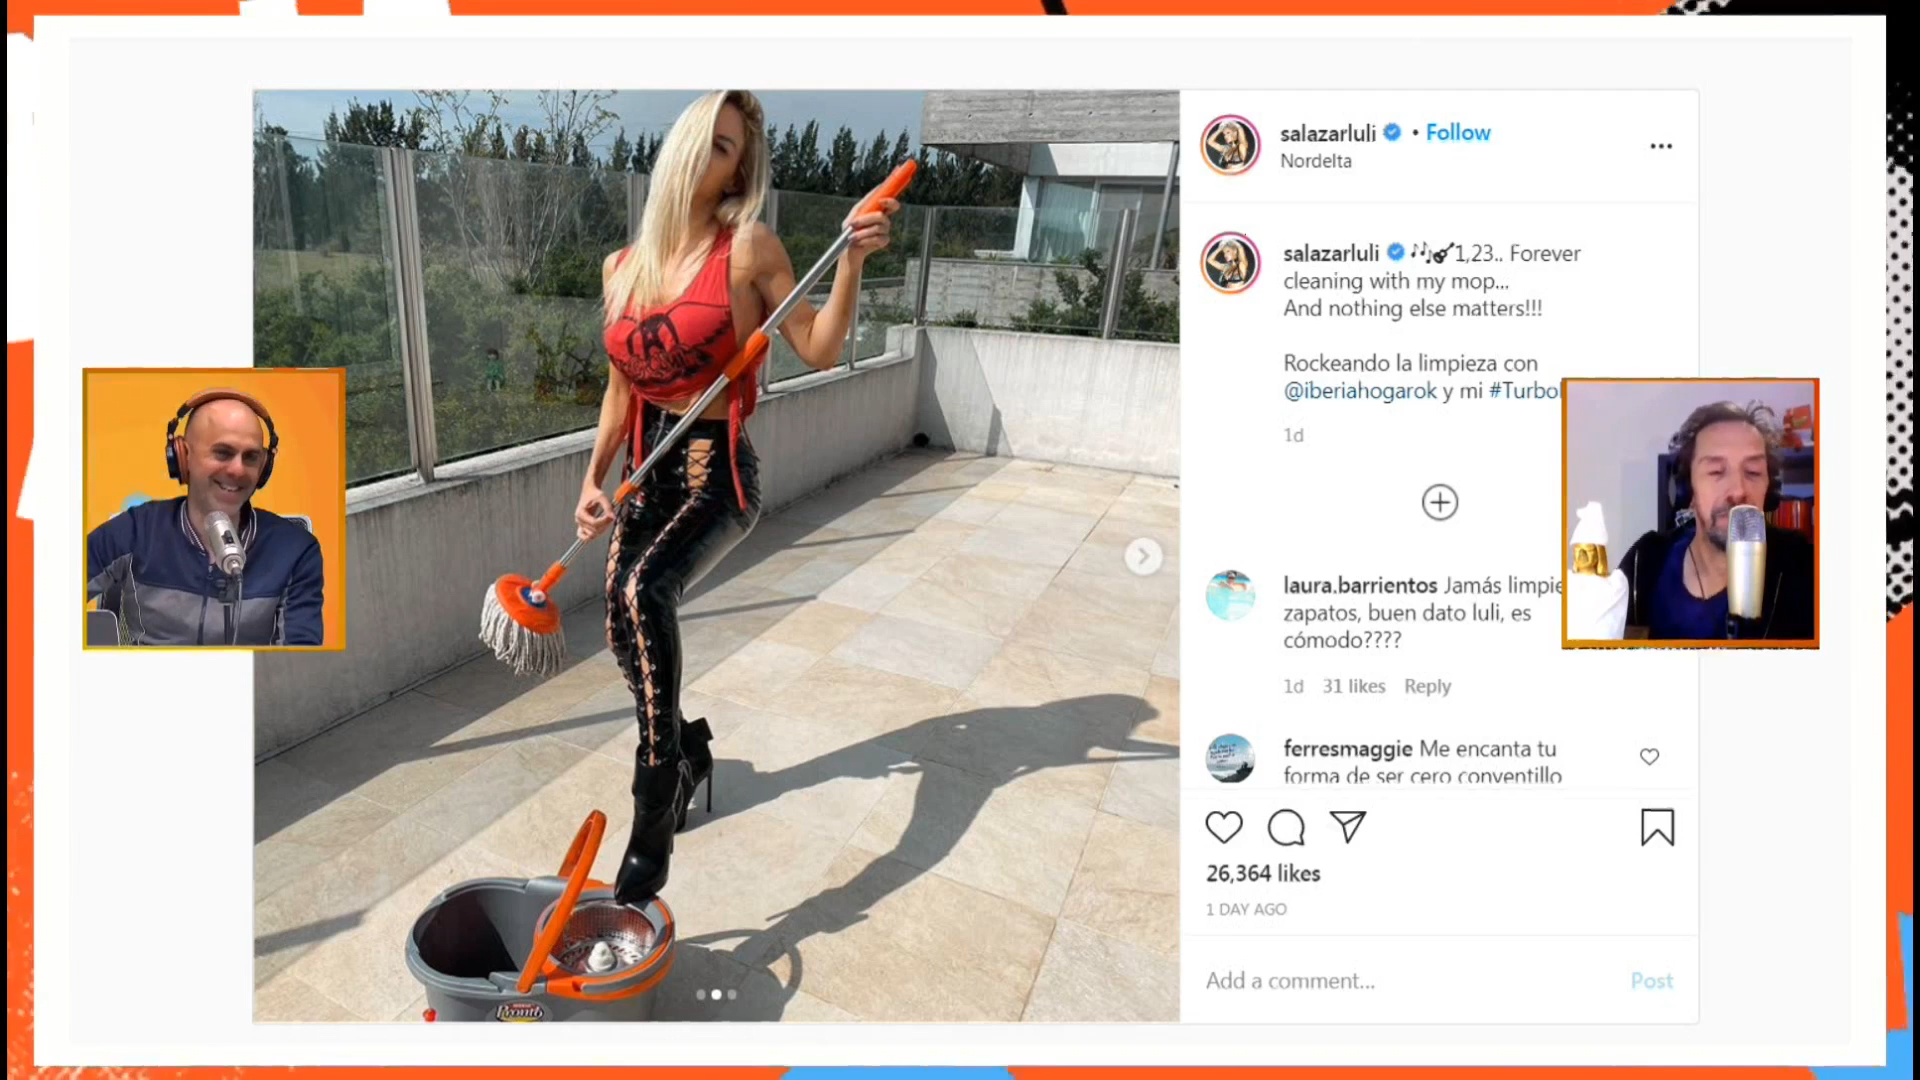 salazarluli • Follow
Nordelta
salazarluli 🎶🎸1,23.. Forever
cleaning with my mop...
And nothing else matters!!!
Rockeando la limpieza con
@iberiahogarok y mi #Turbo
1d
laura.barrientos Jamás limpie
zapatos, buen dato luli, es
cómodo????
1d 31 likes Reply
ferresmaggie Me encanta tu
forma de ser cero conventillo
26,364 likes
1 DAY AGO
Add a comment... Post
Pronto